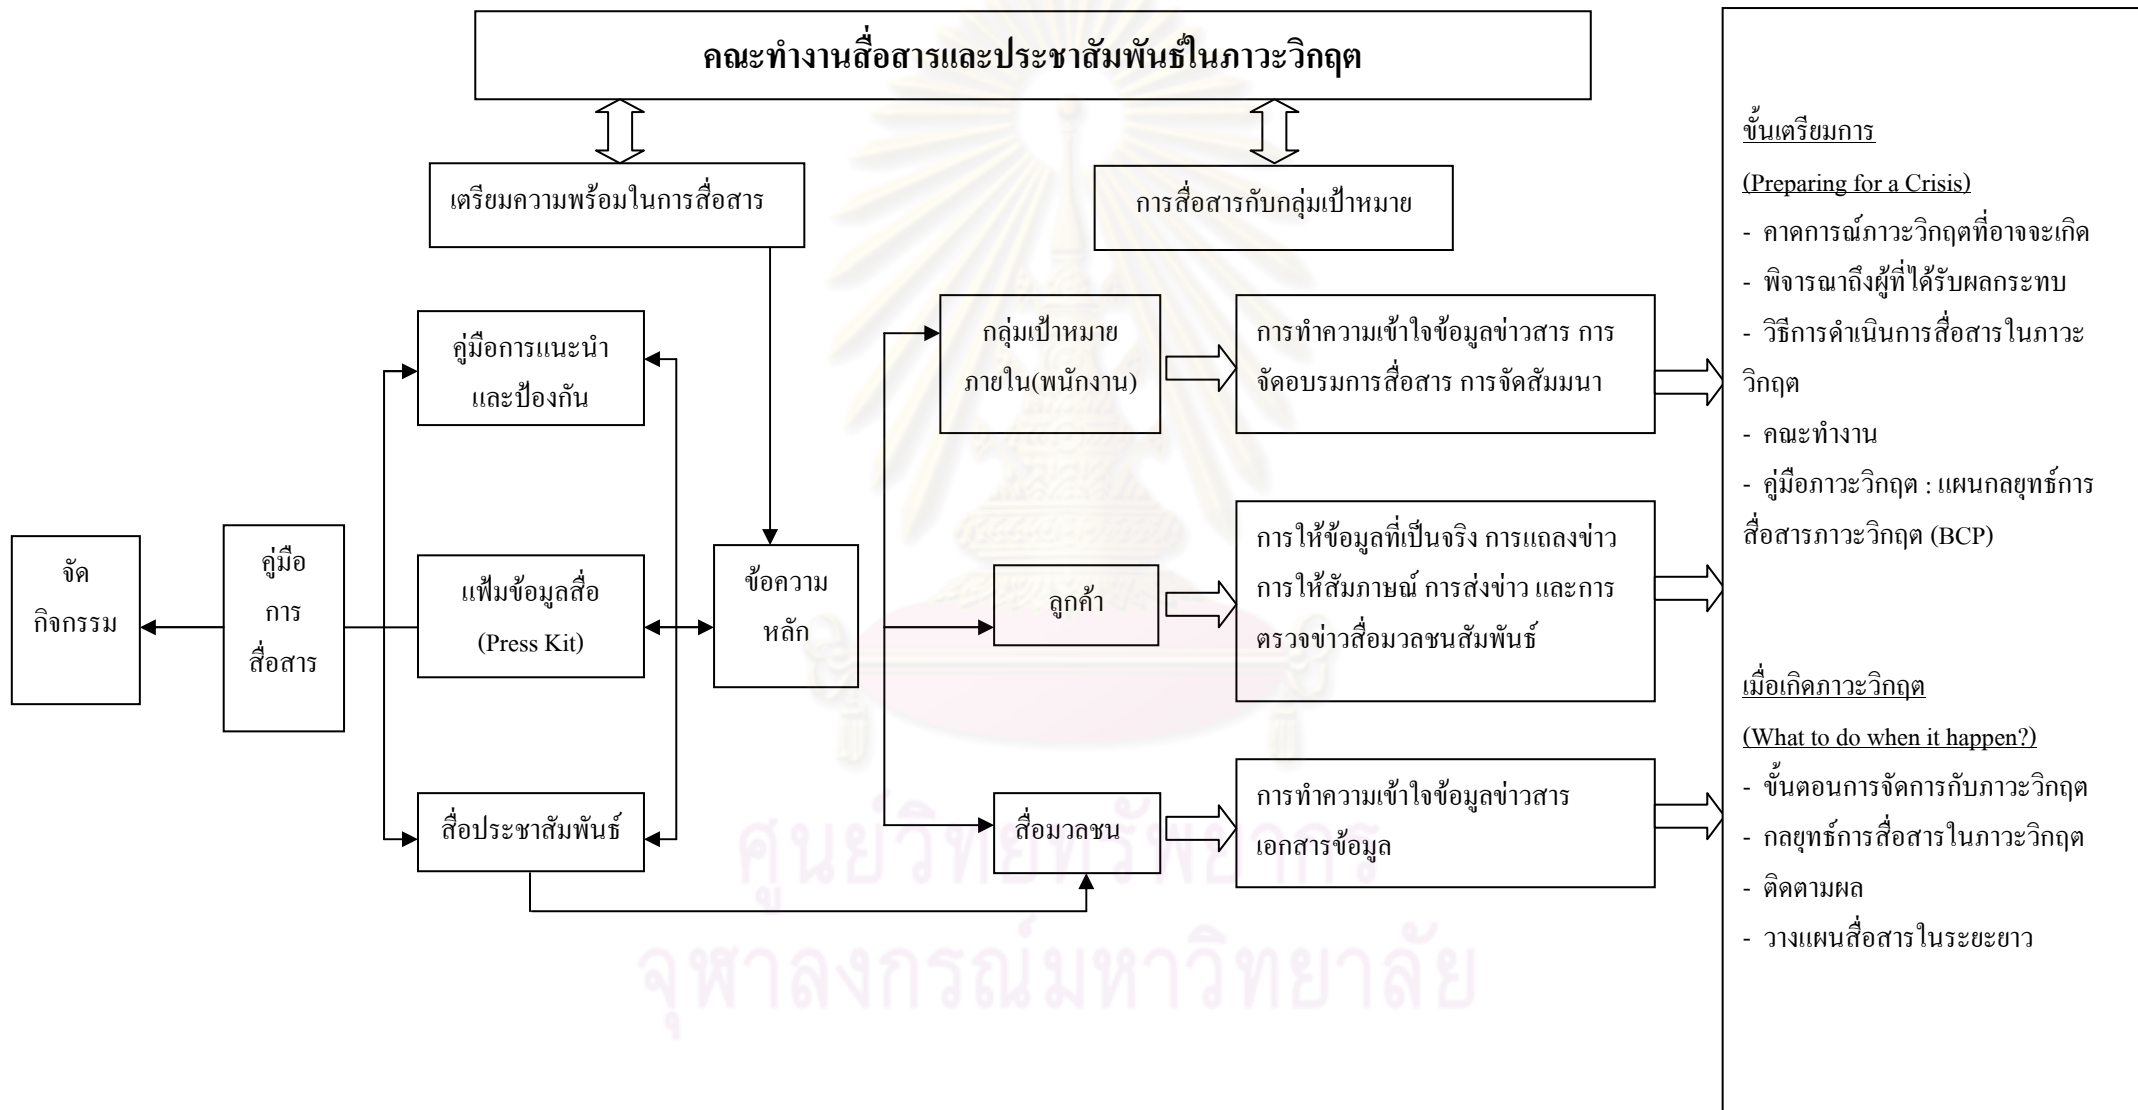 คณะทำงานสื่อสารและประชาสัมพันธ์ในภาวะวิกฤต
เตรียมความพร้อมในการสื่อสาร
การสื่อสารกับกลุ่มเป้าหมาย
จัด
กิจกรรม
คู่มือ
การ
สื่อสาร
คู่มือการแนะนำ
และป้องกัน
แฟ้มข้อมูลสื่อ
(Press Kit)
สื่อประชาสัมพันธ์
ข้อความ
หลัก
กลุ่มเป้าหมาย
ภายใน(พนักงาน)
ลูกค้า
สื่อมวลชน
การทำความเข้าใจข้อมูลข่าวสาร การ
จัดอบรมการสื่อสาร การจัดสัมมนา
การให้ข้อมูลที่เป็นจริง การแถลงข่าว
การให้สัมภาษณ์ การส่งข่าว และการ
ตรวจข่าวสื่อมวลชนสัมพันธ์
การทำความเข้าใจข้อมูลข่าวสาร
เอกสารข้อมูล
ขั้นเตรียมการ
(Preparing for a Crisis)
- คาดการณ์ภาวะวิกฤตที่อาจจะเกิด
- พิจารณาถึงผู้ที่ได้รับผลกระทบ
- วิธีการดำเนินการสื่อสารในภาวะ
วิกฤต
- คณะทำงาน
- คู่มือภาวะวิกฤต : แผนกลยุทธ์การ
สื่อสารภาวะวิกฤต (BCP)
เมื่อเกิดภาวะวิกฤต
(What to do when it happen?)
- ขั้นตอนการจัดการกับภาวะวิกฤต
- กลยุทธ์การสื่อสารในภาวะวิกฤต
- ติดตามผล
- วางแผนสื่อสารในระยะยาว
ศูนย์วิทยทรัพยากร
จุฬาลงกรณ์มหาวิทยาลัย